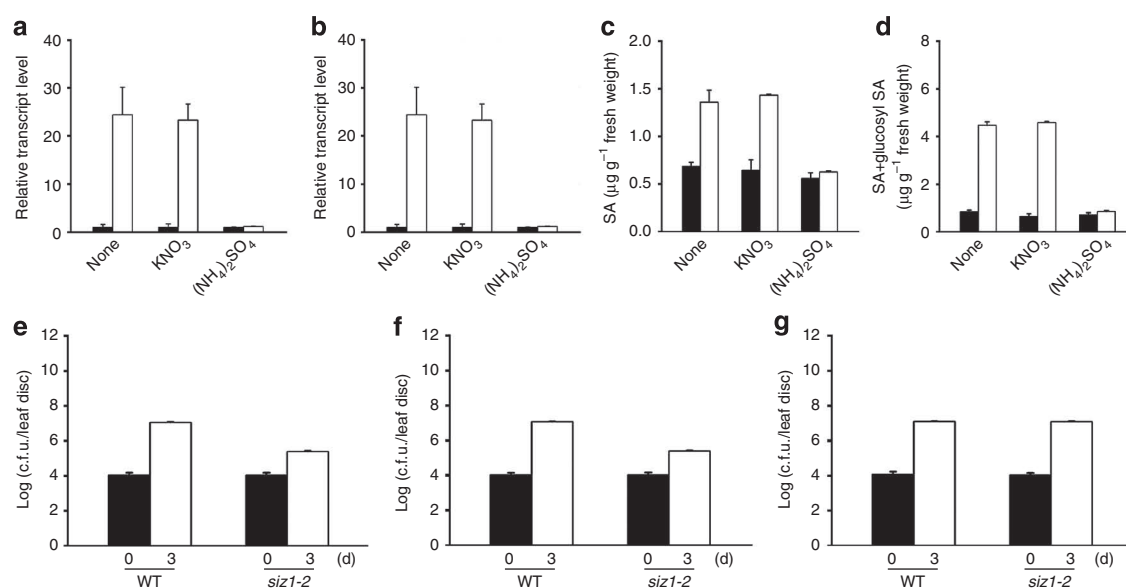 a
Relative transcript level
40
30
20
10
0
None
KNO3
(NH4)2SO4
b
Relative transcript level
40
30
20
10
0
None
KNO3
(NH4)2SO4
c
SA (µg g−1 fresh weight)
2.0
1.5
1.0
0.5
0.0
None
KNO3
(NH4)2SO4
d
SA+glucosyl SA
(µg g−1 fresh weight)
8
6
4
2
0
None
KNO3
(NH4)2SO4
e
Log (c.f.u./leaf disc)
12
10
8
6
4
2
0
0 3 0 3 (d)
WT siz1-2
f
Log (c.f.u./leaf disc)
12
10
8
6
4
2
0
0 3 0 3 (d)
WT siz1-2
g
Log (c.f.u./leaf disc)
12
10
8
6
4
2
0
0 3 0 3 (d)
WT siz1-2